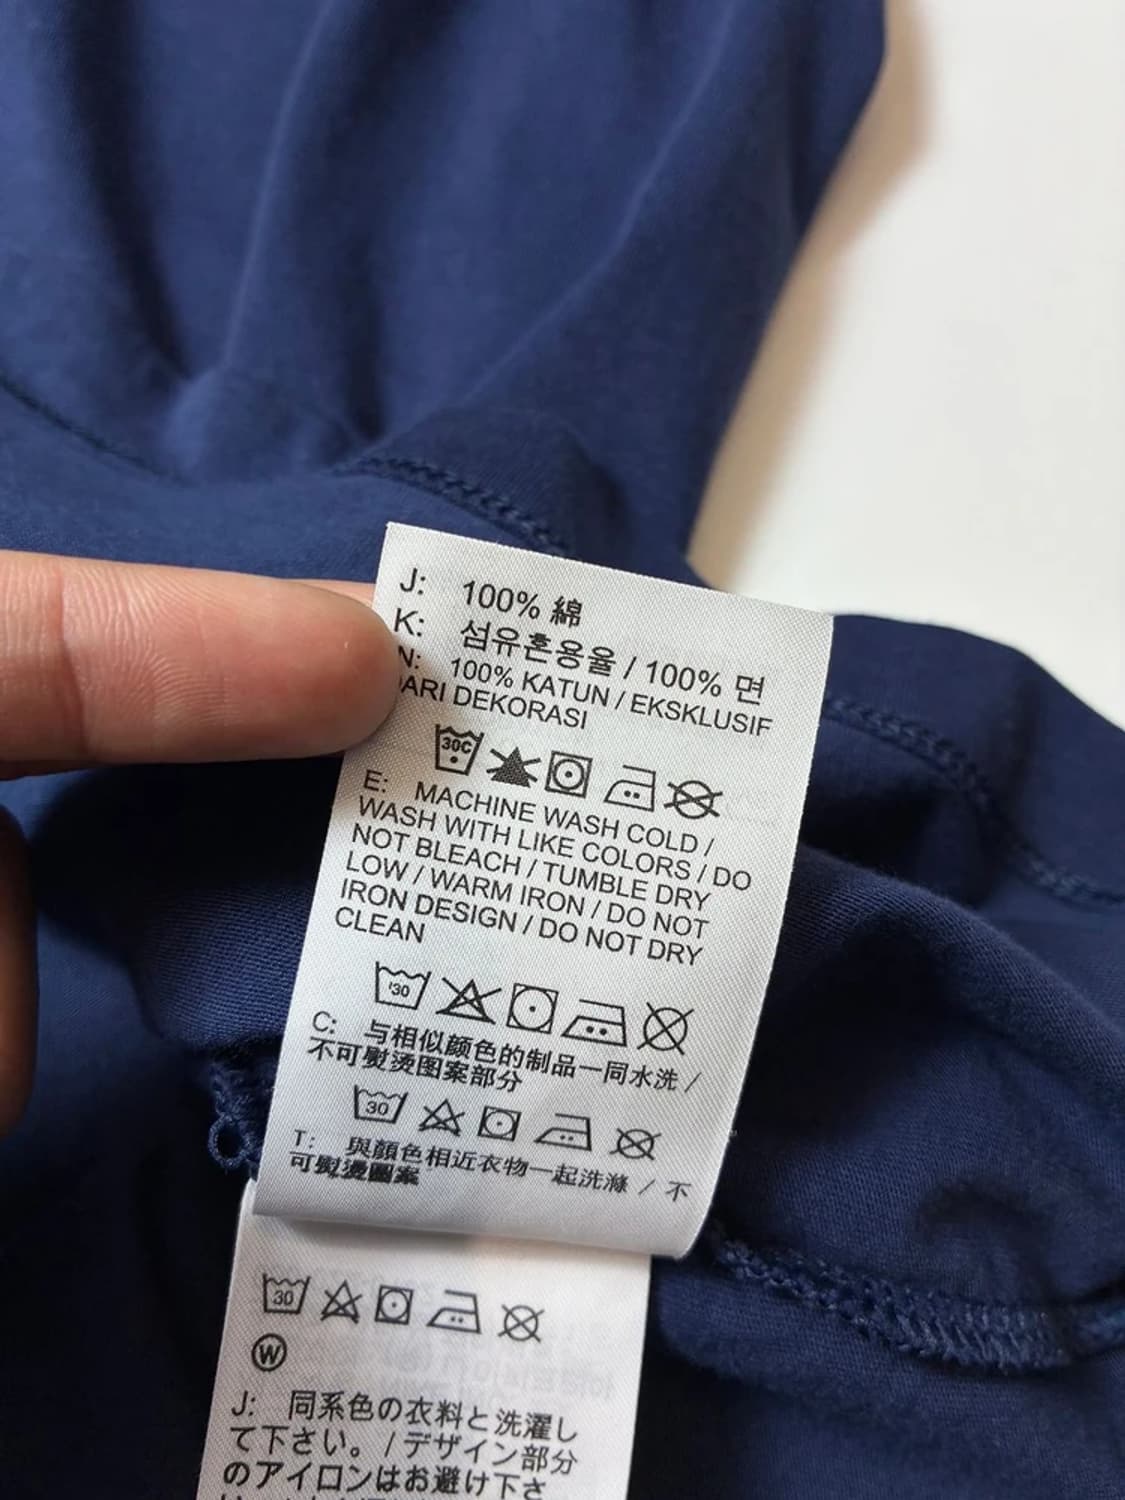 J: 100% 綿
K: 섬유혼용율 / 100% 면
N: 100% KATUN / EKSKLUSIF
DARI DEKORASI
30C
E: MACHINE WASH COLD /
WASH WITH LIKE COLORS / DO
NOT BLEACH / TUMBLE DRY
LOW / WARM IRON / DO NOT
IRON DESIGN / DO NOT DRY
CLEAN
30
C: 与相似颜色的制品一同水洗 /
不可熨烫图案部分
30
T: 與顏色相近衣物一起洗滌 / 不
可熨燙圖案
30
W
J: 同系色の衣料と洗濯し
て下さい。 / デザイン部分
のアイロンはお避け下さ